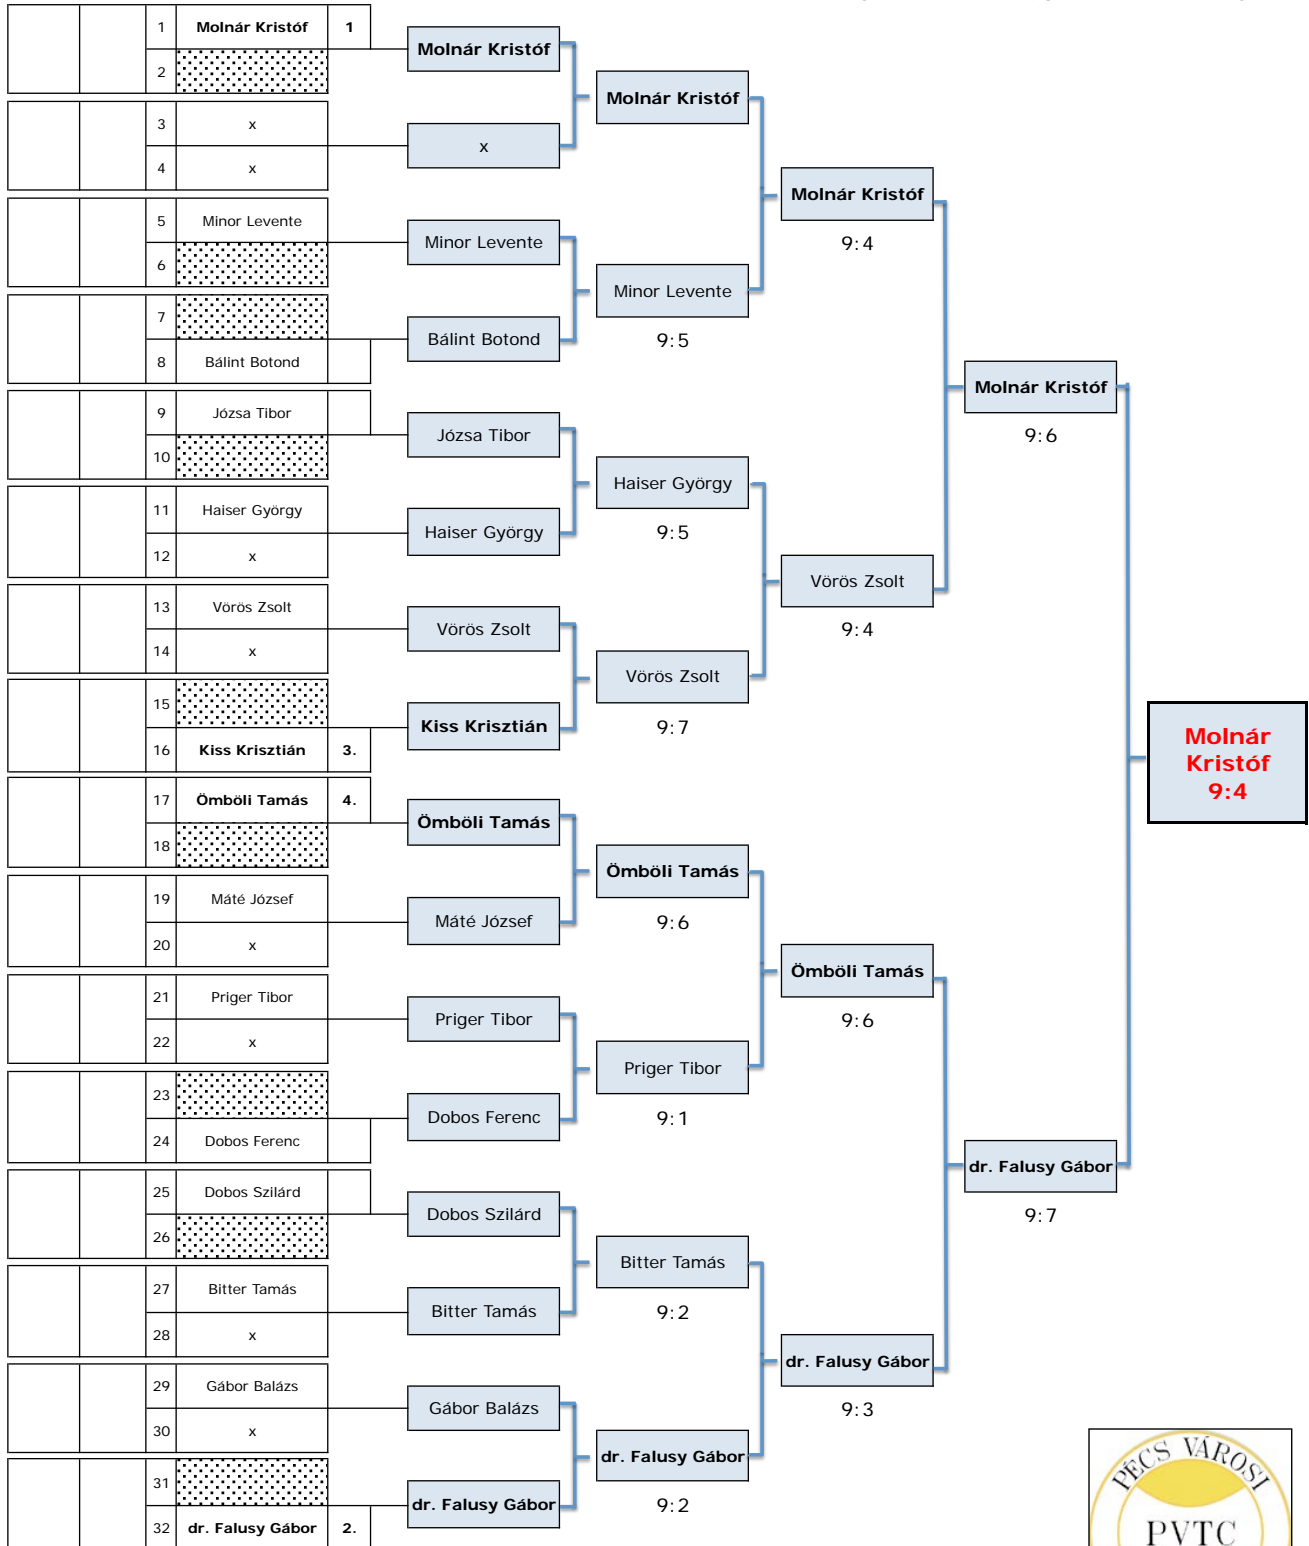 1 Molnár Kristóf 1
2
3 x
4 x
5 Minor Levente
6
7
8 Bálint Botond
9 Józsa Tibor
10
11 Haiser György
12 x
13 Vörös Zsolt
14 x
15
16 Kiss Krisztián 3.
17 Ömböli Tamás 4.
18
19 Máté József
20 x
21 Priger Tibor
22 x
23
24 Dobos Ferenc
25 Dobos Szilárd
26
27 Bitter Tamás
28 x
29 Gábor Balázs
30 x
31
32 dr. Falusy Gábor 2.
Molnár Kristóf
x
Minor Levente
Bálint Botond
Józsa Tibor
Haiser György
Vörös Zsolt
Kiss Krisztián
Ömböli Tamás
Máté József
Priger Tibor
Dobos Ferenc
Dobos Szilárd
Bitter Tamás
Gábor Balázs
dr. Falusy Gábor
Molnár Kristóf
Minor Levente
9:5
Haiser György
9:5
Vörös Zsolt
9:7
Ömböli Tamás
9:6
Priger Tibor
9:1
Bitter Tamás
9:2
dr. Falusy Gábor
9:2
Molnár Kristóf
9:4
Vörös Zsolt
9:4
Ömböli Tamás
9:6
dr. Falusy Gábor
9:3
Molnár Kristóf
9:6
dr. Falusy Gábor
9:7
Molnár
Kristóf
9:4
PÉCS VÁROSI
PVTC